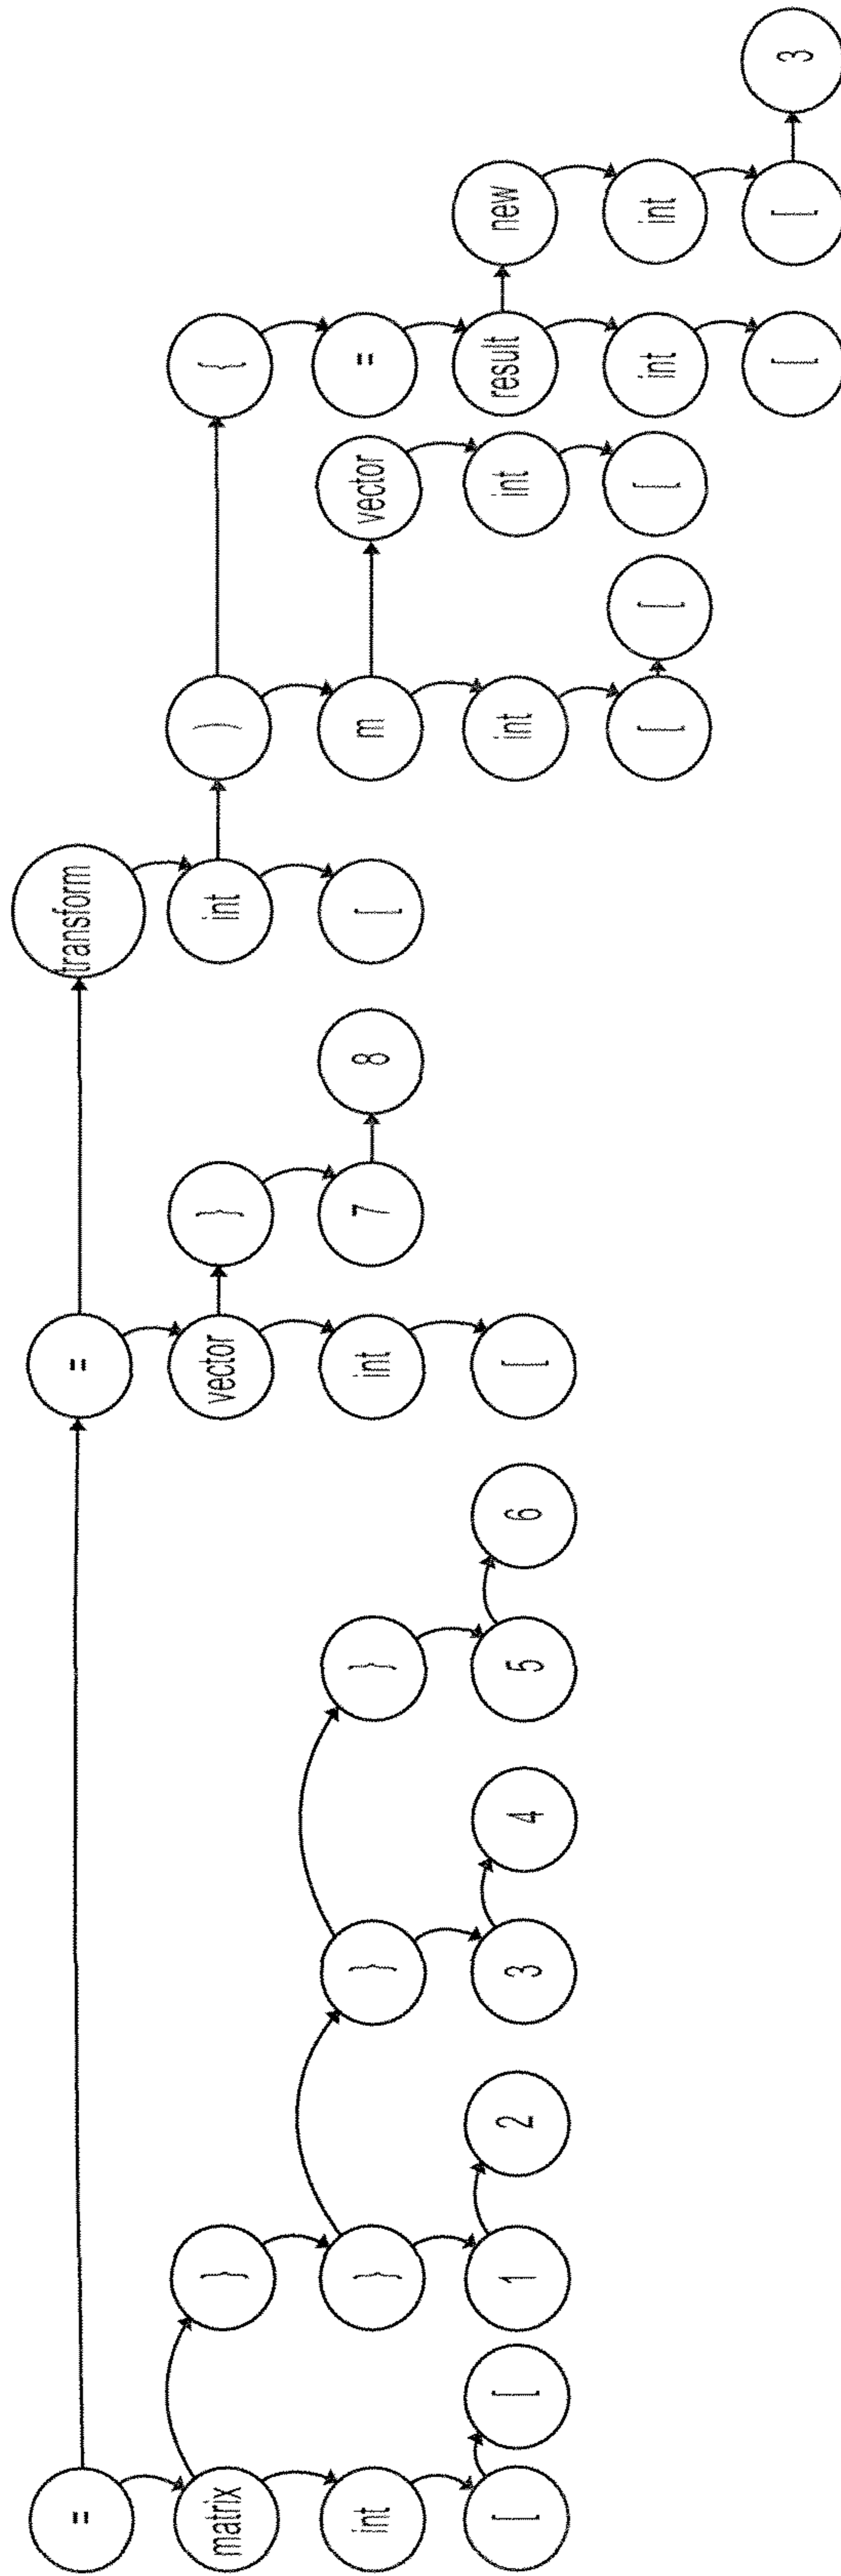 = = transform
matrix } vector } int ) {
int } } } int 7 8 [ m vector =
[ [ 1 2 3 4 5 6 [ int int result new
[ [ [ int int
[ [ 3